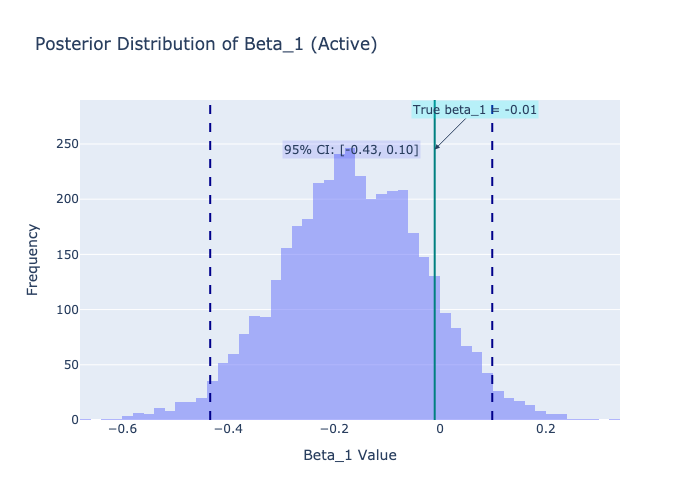 Posterior Distribution of Beta_1 (Active)
True beta_1 = -0.01
95% CI: [-0.43, 0.10]
250
200
150
100
50
0
Frequency
−0.6
−0.4
−0.2
0
0.2
Beta_1 Value